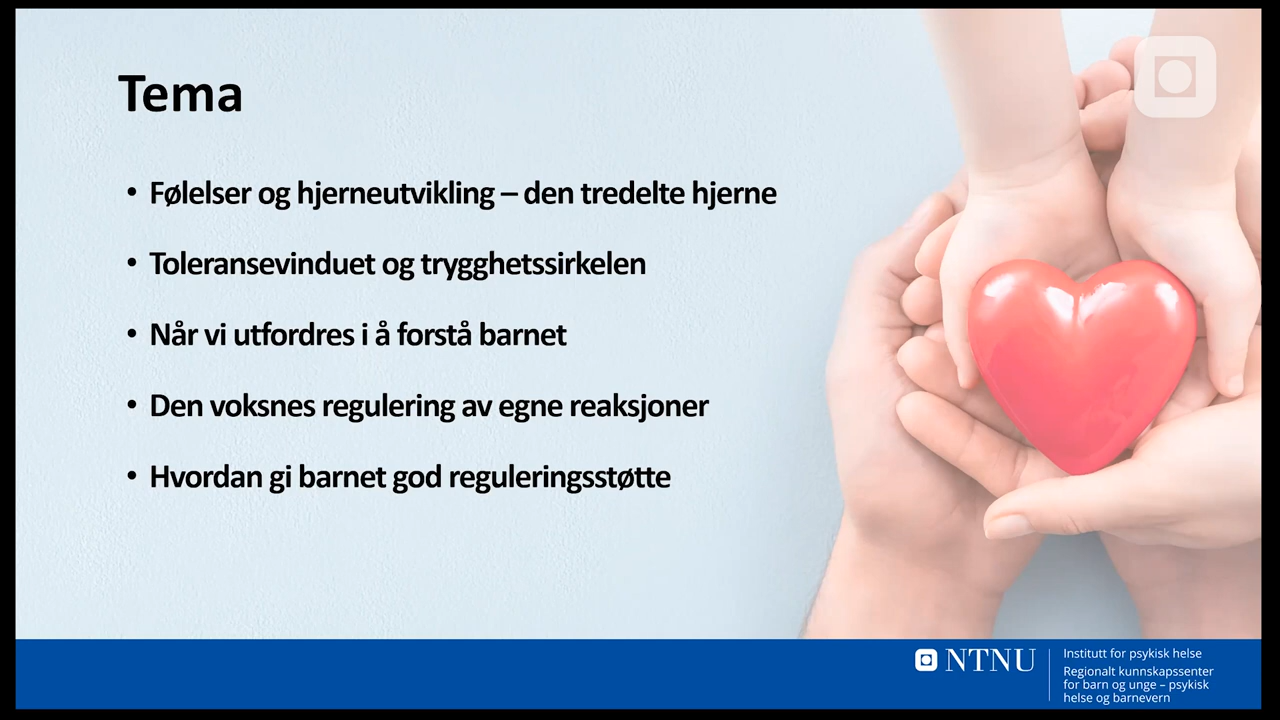 Tema
• Følelser og hjerneutvikling – den tredelte hjerne
• Toleransevinduet og trygghetssirkelen
• Når vi utfordres i å forstå barnet
• Den voksnes regulering av egne reaksjoner
• Hvordan gi barnet god reguleringsstøtte
NTNU
Institutt for psykisk helse
Regionalt kunnskapssenter
for barn og unge – psykisk
helse og barnevern